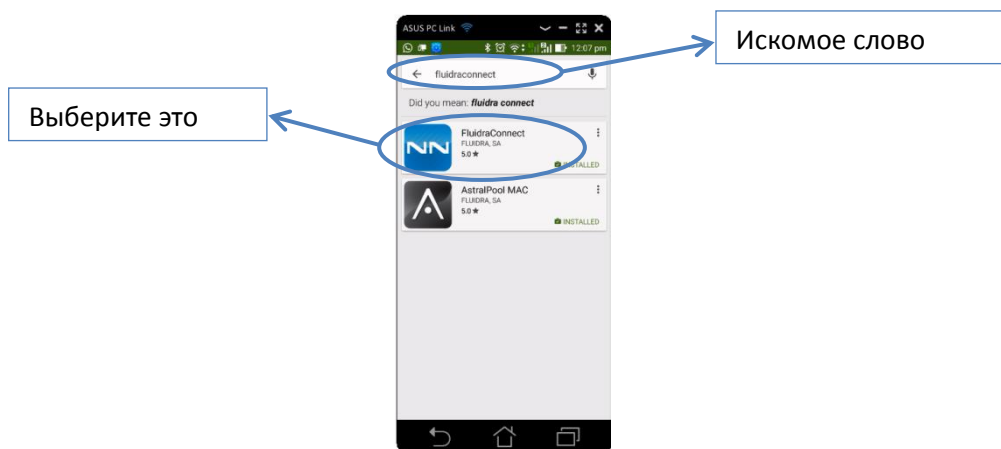 ASUS PC Link
12:07 pm
Искомое слово
fluidraconnect
Did you mean: fluidra connect
Выберите это
FluidraConnect
FLUIDRA, SA
5.0 ★
INSTALLED
AstralPool MAC
FLUIDRA, SA
5.0 ★
INSTALLED